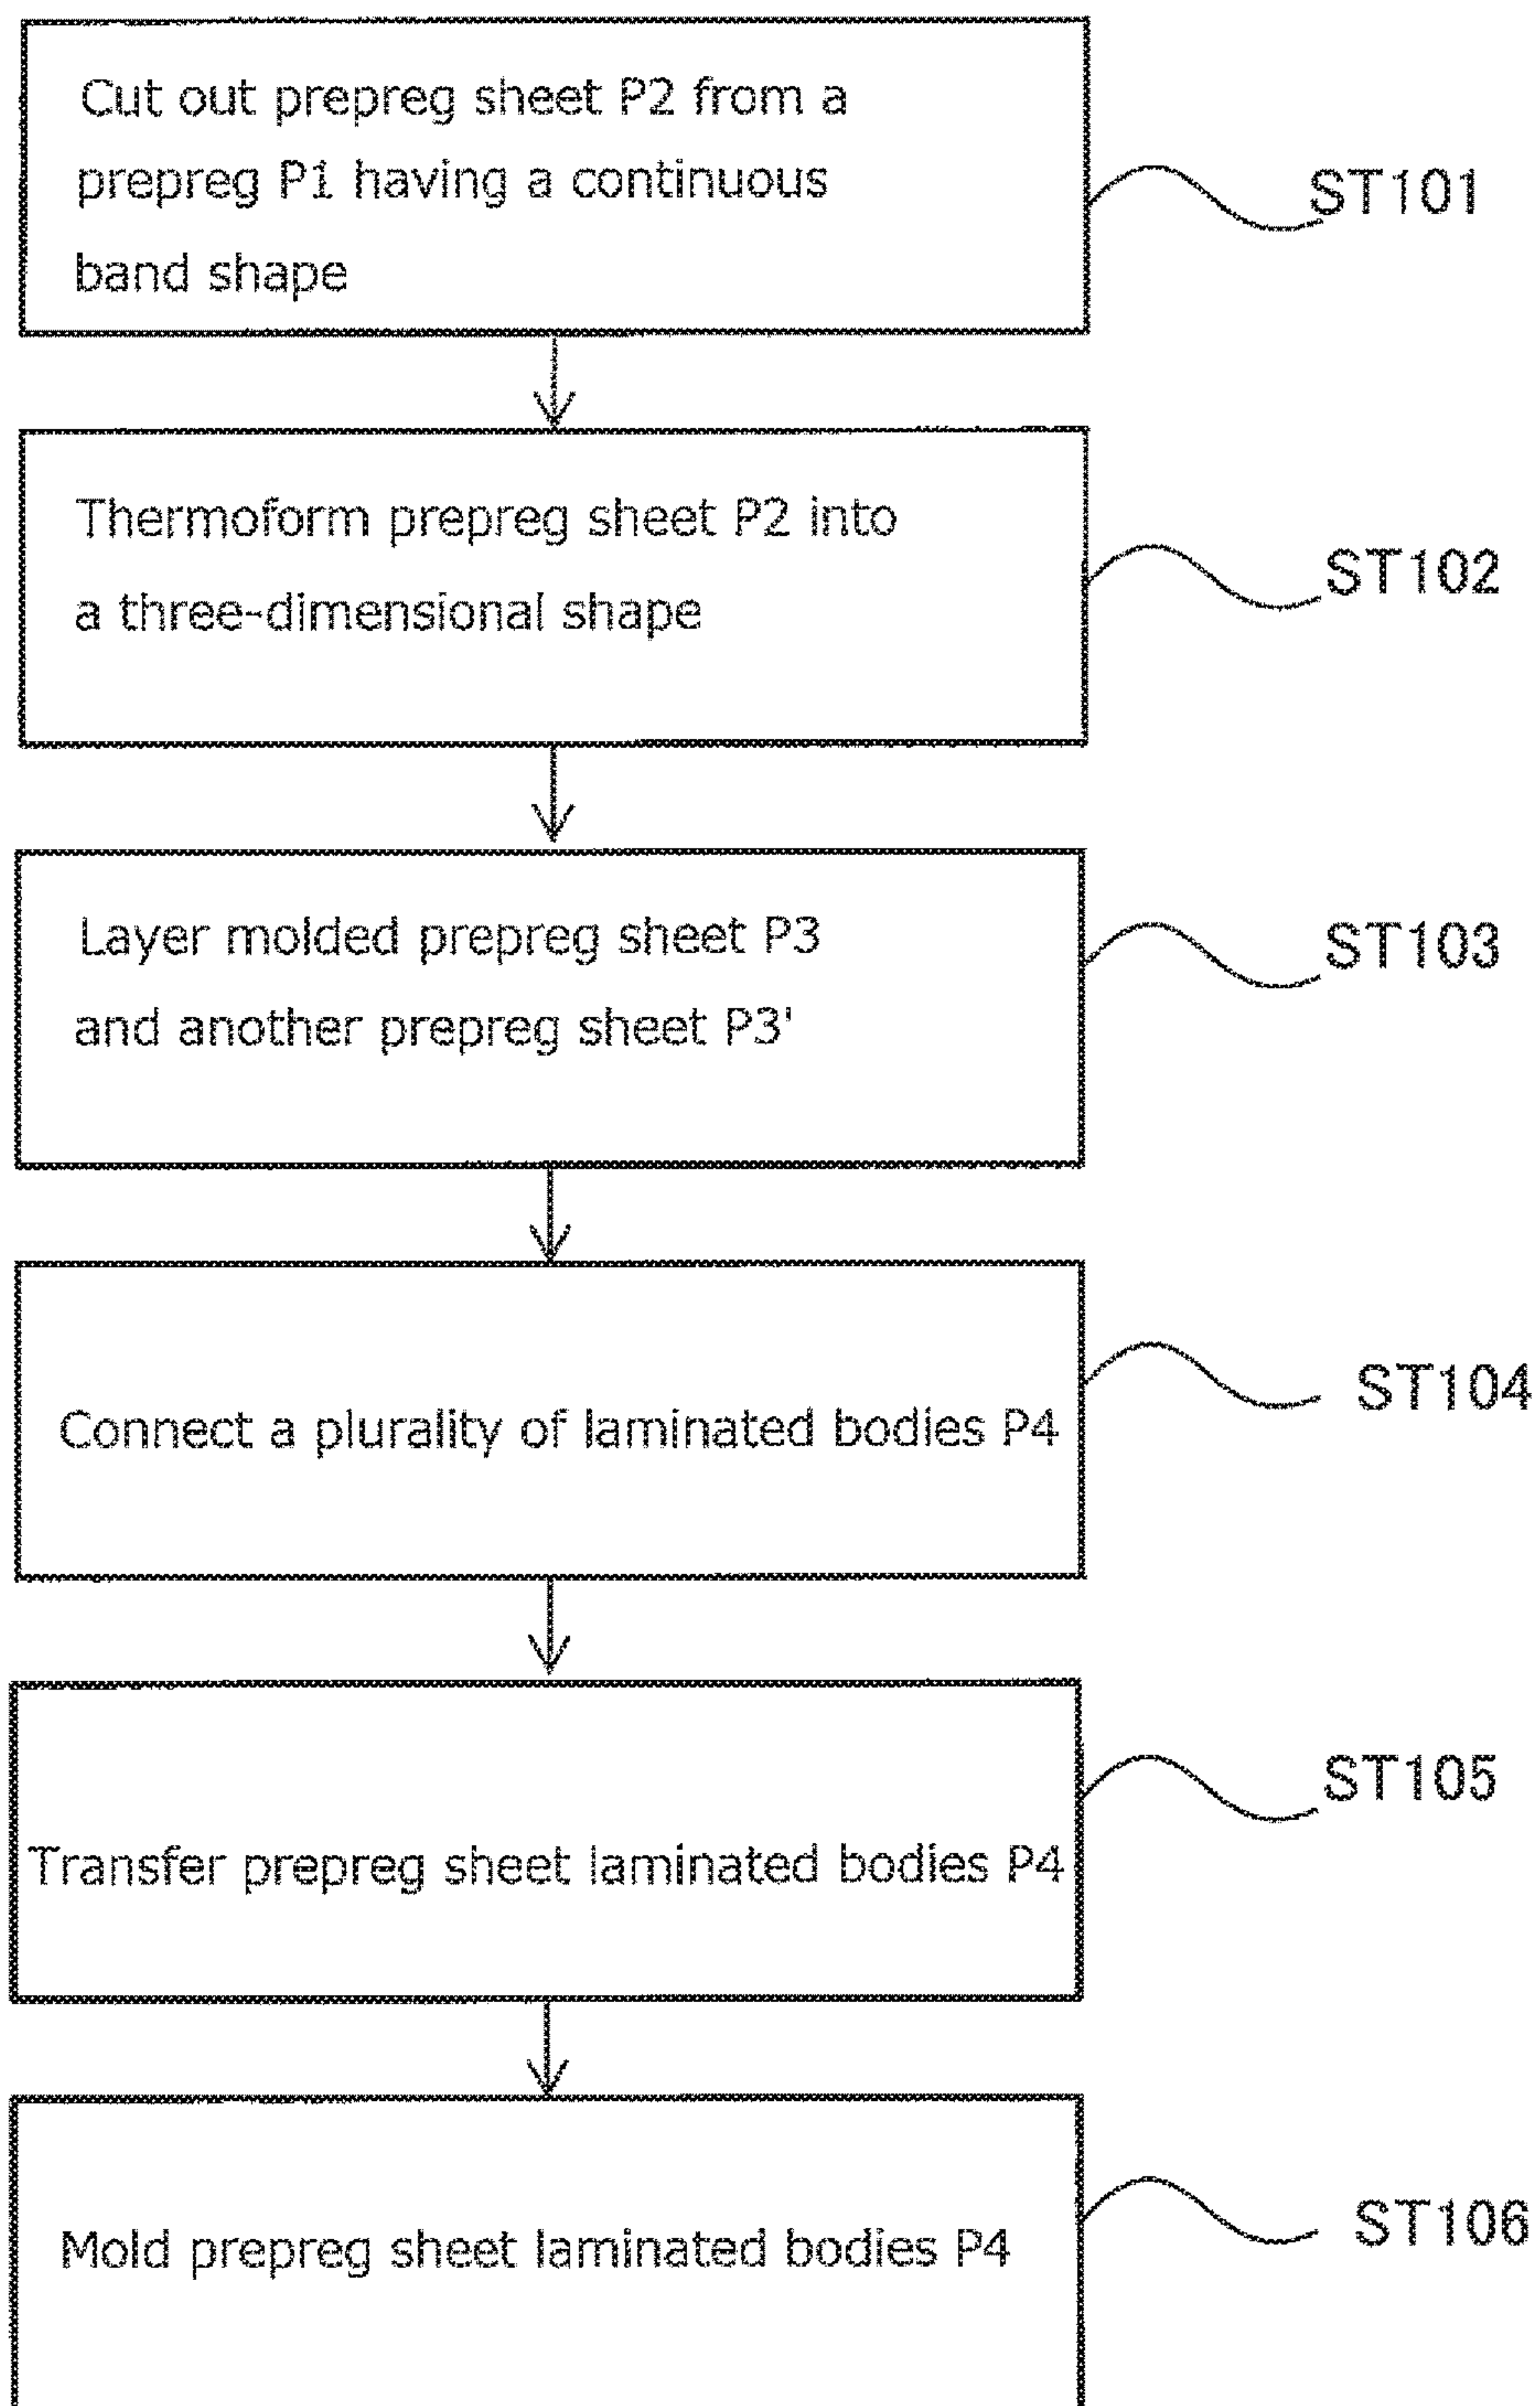 Cut out prepreg sheet P2 from a
prepreg P1 having a continuous
band shape
ST101
Thermoform prepreg sheet P2 into
a three-dimensional shape
ST102
Layer molded prepreg sheet P3
and another prepreg sheet P3'
ST103
Connect a plurality of laminated bodies P4
ST104
Transfer prepreg sheet laminated bodies P4
ST105
Mold prepreg sheet laminated bodies P4
ST106